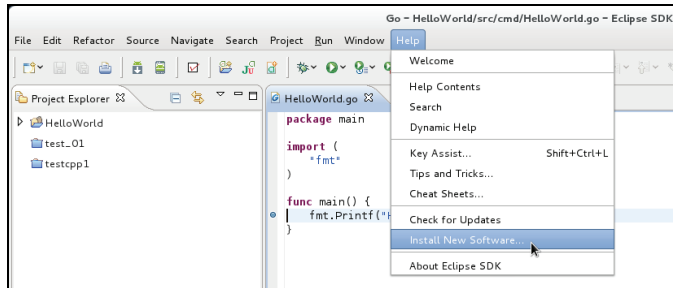 Go - HelloWorld/src/cmd/HelloWorld.go - Eclipse SDK
File Edit Refactor Source Navigate Search Project Run Window Help
Welcome
Help Contents
Search
Dynamic Help
Key Assist... Shift+Ctrl+L
Tips and Tricks...
Cheat Sheets...
Check for Updates
Install New Software...
About Eclipse SDK
Project Explorer
HelloWorld
test_01
testcpp1
HelloWorld.go
package main
import (
"fmt"
)
func main() {
fmt.Printf("H
}